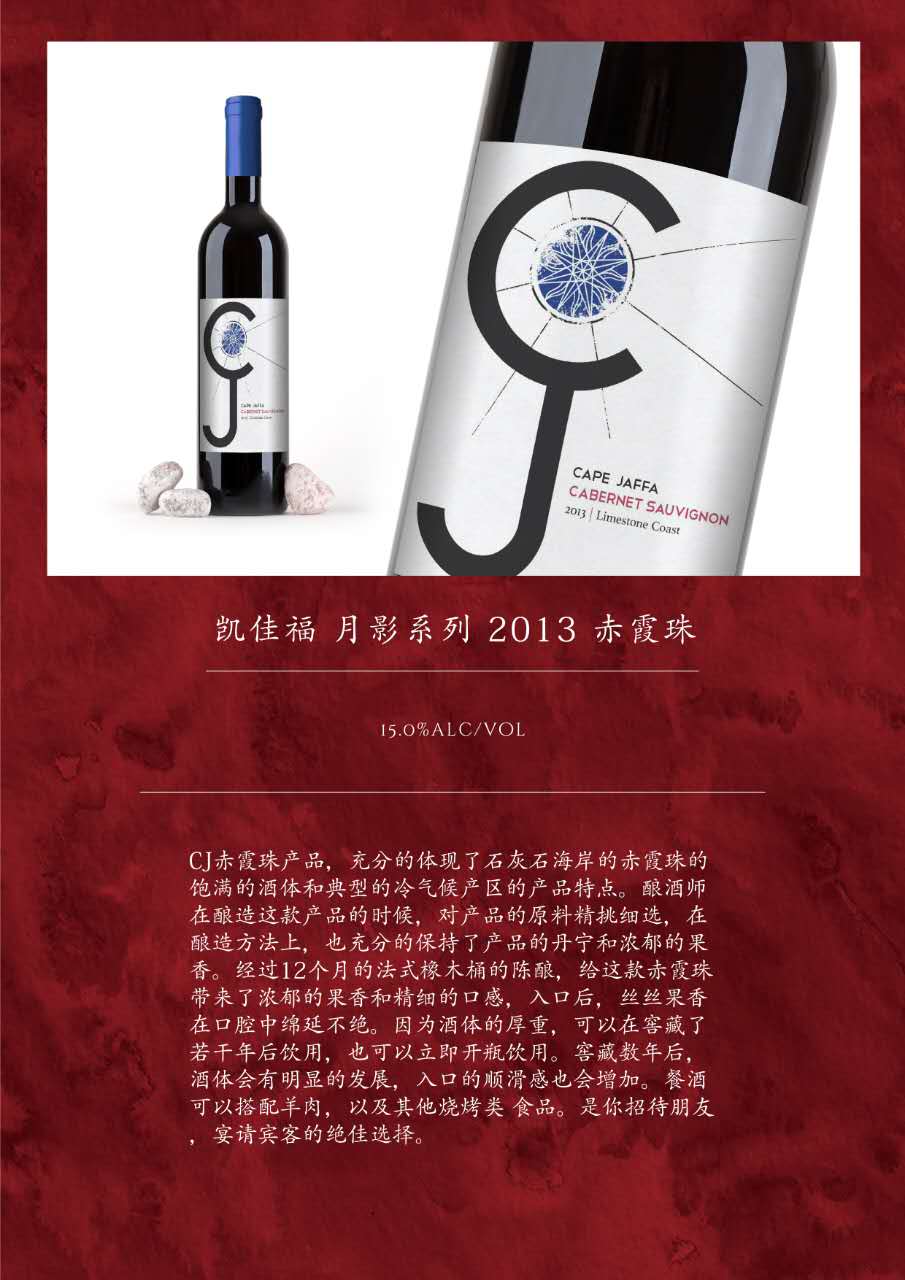 CJ
CAPE JAFFA
CABERNET SAUVIGNON
2013 | Limestone Coast
CJ
CAPE JAFFA
CABERNET SAUVIGNON
2013 | Limestone Coast
凯佳福 月影系列 2013 赤霞珠
15.0%ALC/VOL
CJ赤霞珠产品，充分的体现了石灰石海岸的赤霞珠的
饱满的酒体和典型的冷气候产区的产品特点。酿酒师
在酿造这款产品的时候，对产品的原料精挑细选，在
酿造方法上，也充分的保持了产品的丹宁和浓郁的果
香。经过12个月的法式橡木桶的陈酿，给这款赤霞珠
带来了浓郁的果香和精细的口感，入口后，丝丝果香
在口腔中绵延不绝。因为酒体的厚重，可以在窖藏了
若干年后饮用，也可以立即开瓶饮用。窖藏数年后，
酒体会有明显的发展，入口的顺滑感也会增加。餐酒
可以搭配羊肉，以及其他烧烤类 食品。是你招待朋友
，宴请宾客的绝佳选择。